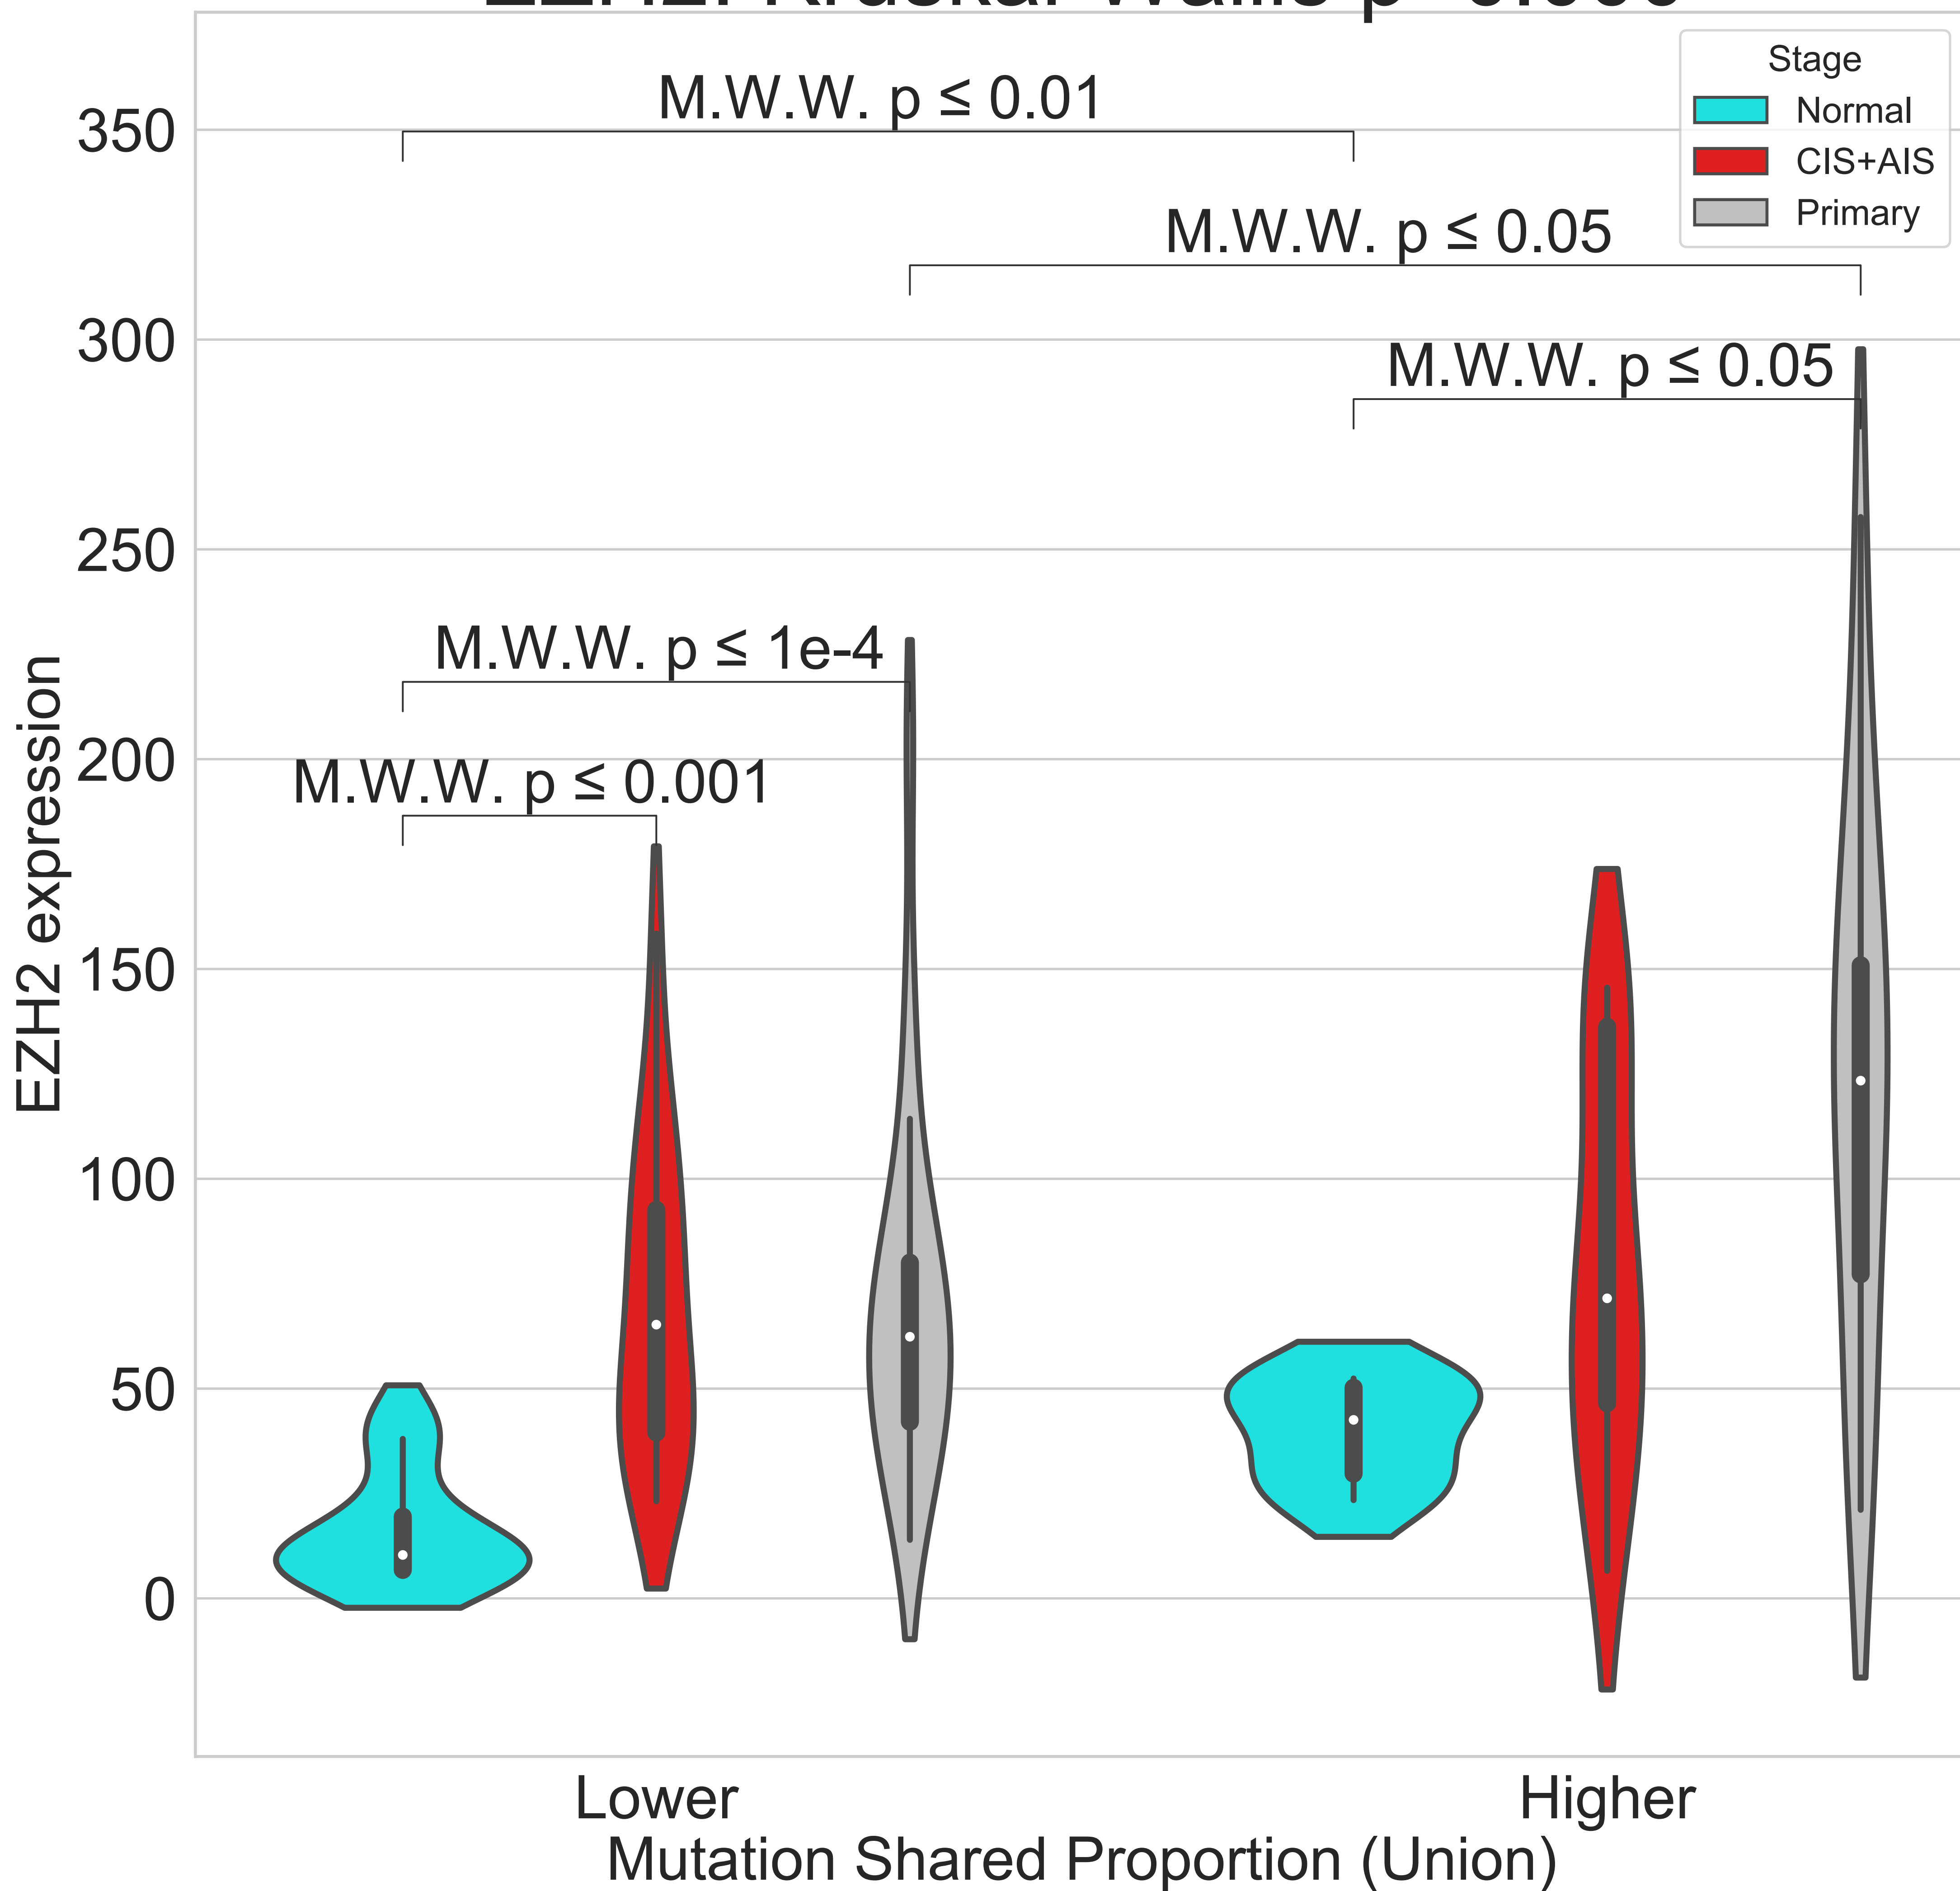 Stage
Normal
CIS+AIS
Primary
M.W.W. p ≤ 0.01
M.W.W. p ≤ 0.05
M.W.W. p ≤ 0.05
M.W.W. p ≤ 1e-4
M.W.W. p ≤ 0.001
350
300
250
200
150
100
50
0
EZH2 expression
Lower
Higher
Mutation Shared Proportion (Union)